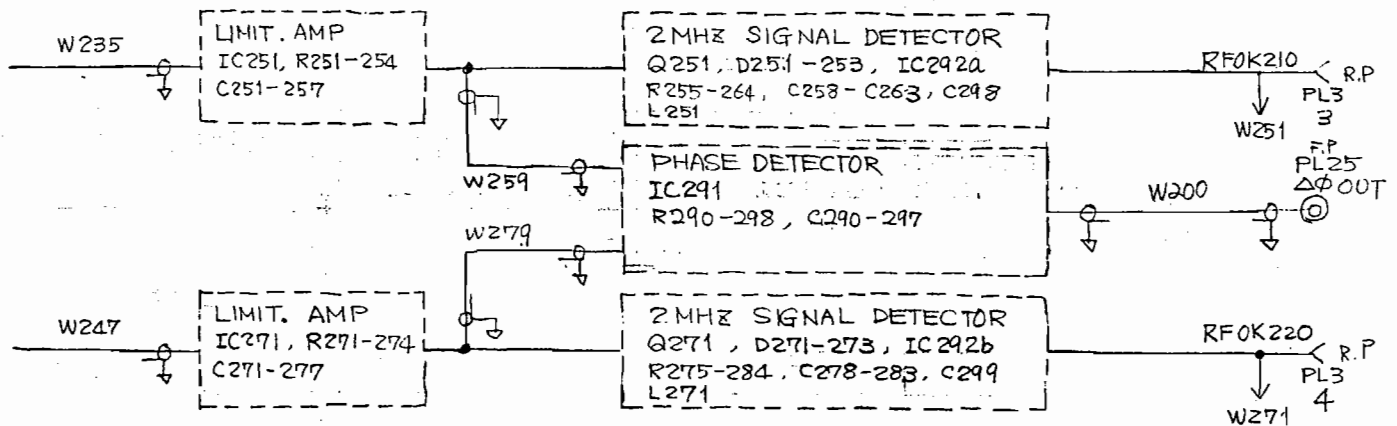 W235
LIMIT. AMP
IC251, R251-254
C251-257
2MHZ SIGNAL DETECTOR
Q251, D251-253, IC292a
R255-264, C258-C263, C298
L251
RFOK210
R.P
PL3
3
W251
W259
PHASE DETECTOR
IC291
R290-298, C290-297
W200
F.P
PL25
ΔΦ OUT
W279
W247
LIMIT. AMP
IC271, R271-274
C271-277
2MHZ SIGNAL DETECTOR
Q271, D271-273, IC292b
R275-284, C278-283, C299
L271
RFOK220
R.P
PL3
4
W271